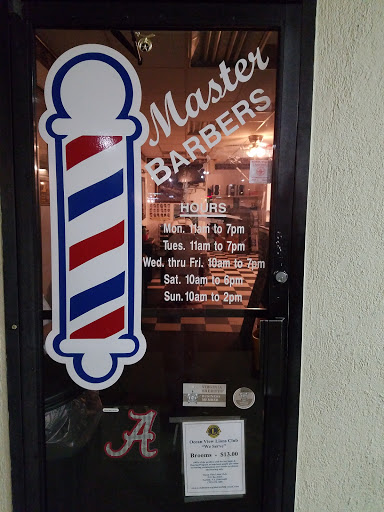 Master
BARBERS
HOURS
Mon. 11am to 7pm
Tues. 11am to 7pm
Wed. thru Fri. 10am to 7pm
Sat. 10am to 6pm
Sun. 10am to 2pm
A
Ocean View Lions Club
"We Serve"
Brooms - $13.00